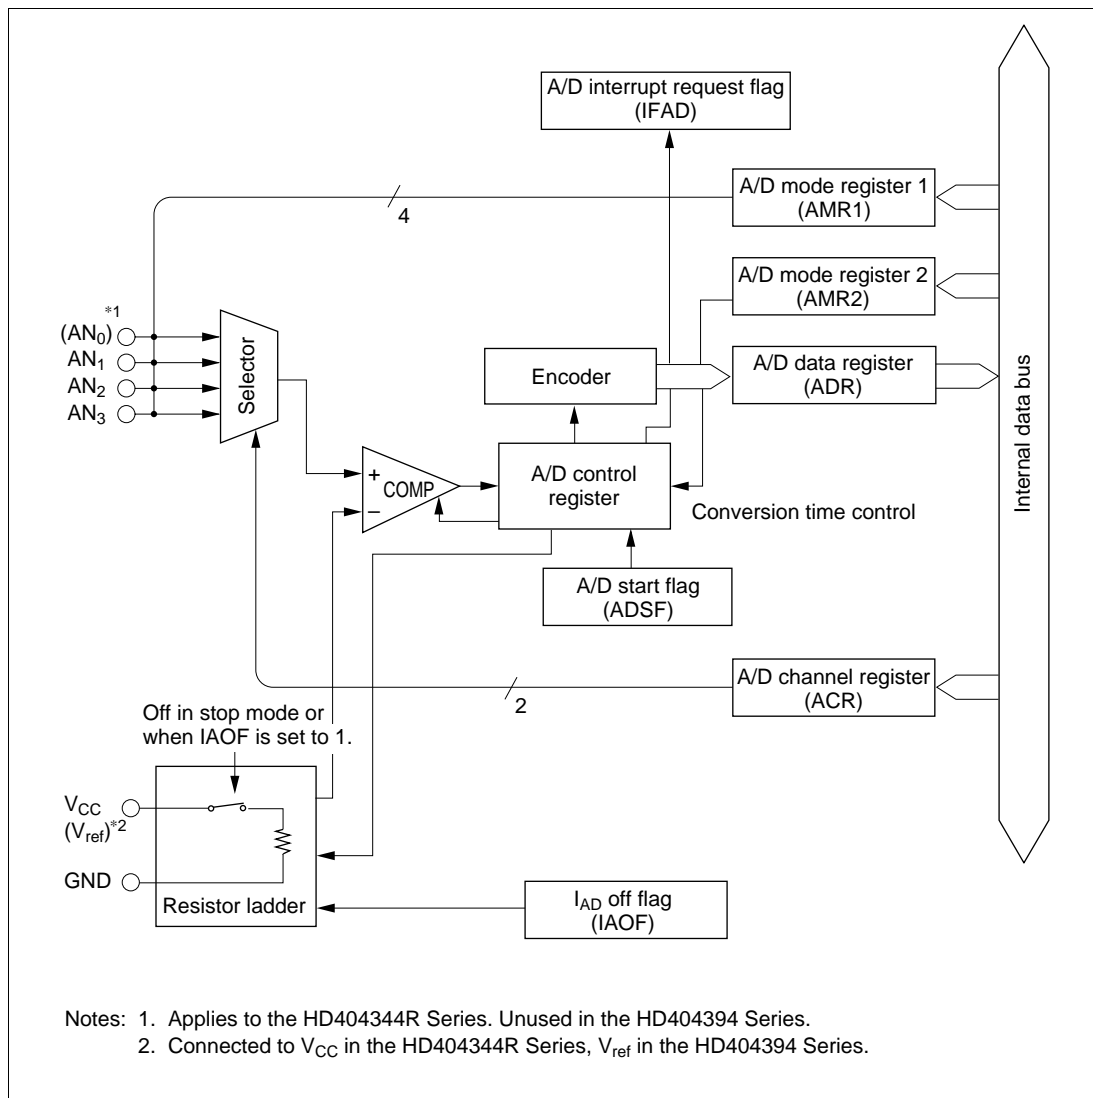 A/D interrupt request flag
(IFAD)
A/D mode register 1
(AMR1)
4
A/D mode register 2
(AMR2)
*1
(AN0)
AN1
AN2
AN3
Selector
Encoder
A/D data register
(ADR)
Internal data bus
+
COMP
−
A/D control
register
Conversion time control
A/D start flag
(ADSF)
A/D channel register
(ACR)
2
Off in stop mode or
when IAOF is set to 1.
VCC
(Vref)*2
GND
Resistor ladder
IAD off flag
(IAOF)
Notes: 1. Applies to the HD404344R Series. Unused in the HD404394 Series.
2. Connected to VCC in the HD404344R Series, Vref in the HD404394 Series.